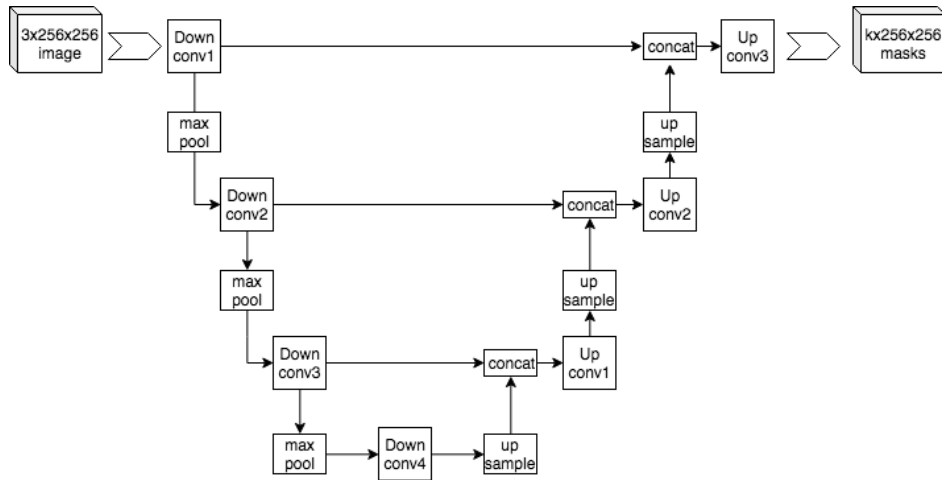 3x256x256
image
Down
conv1
concat
Up
conv3
kx256x256
masks
max
pool
up
sample
Down
conv2
concat
Up
conv2
max
pool
up
sample
Down
conv3
concat
Up
conv1
max
pool
Down
conv4
up
sample